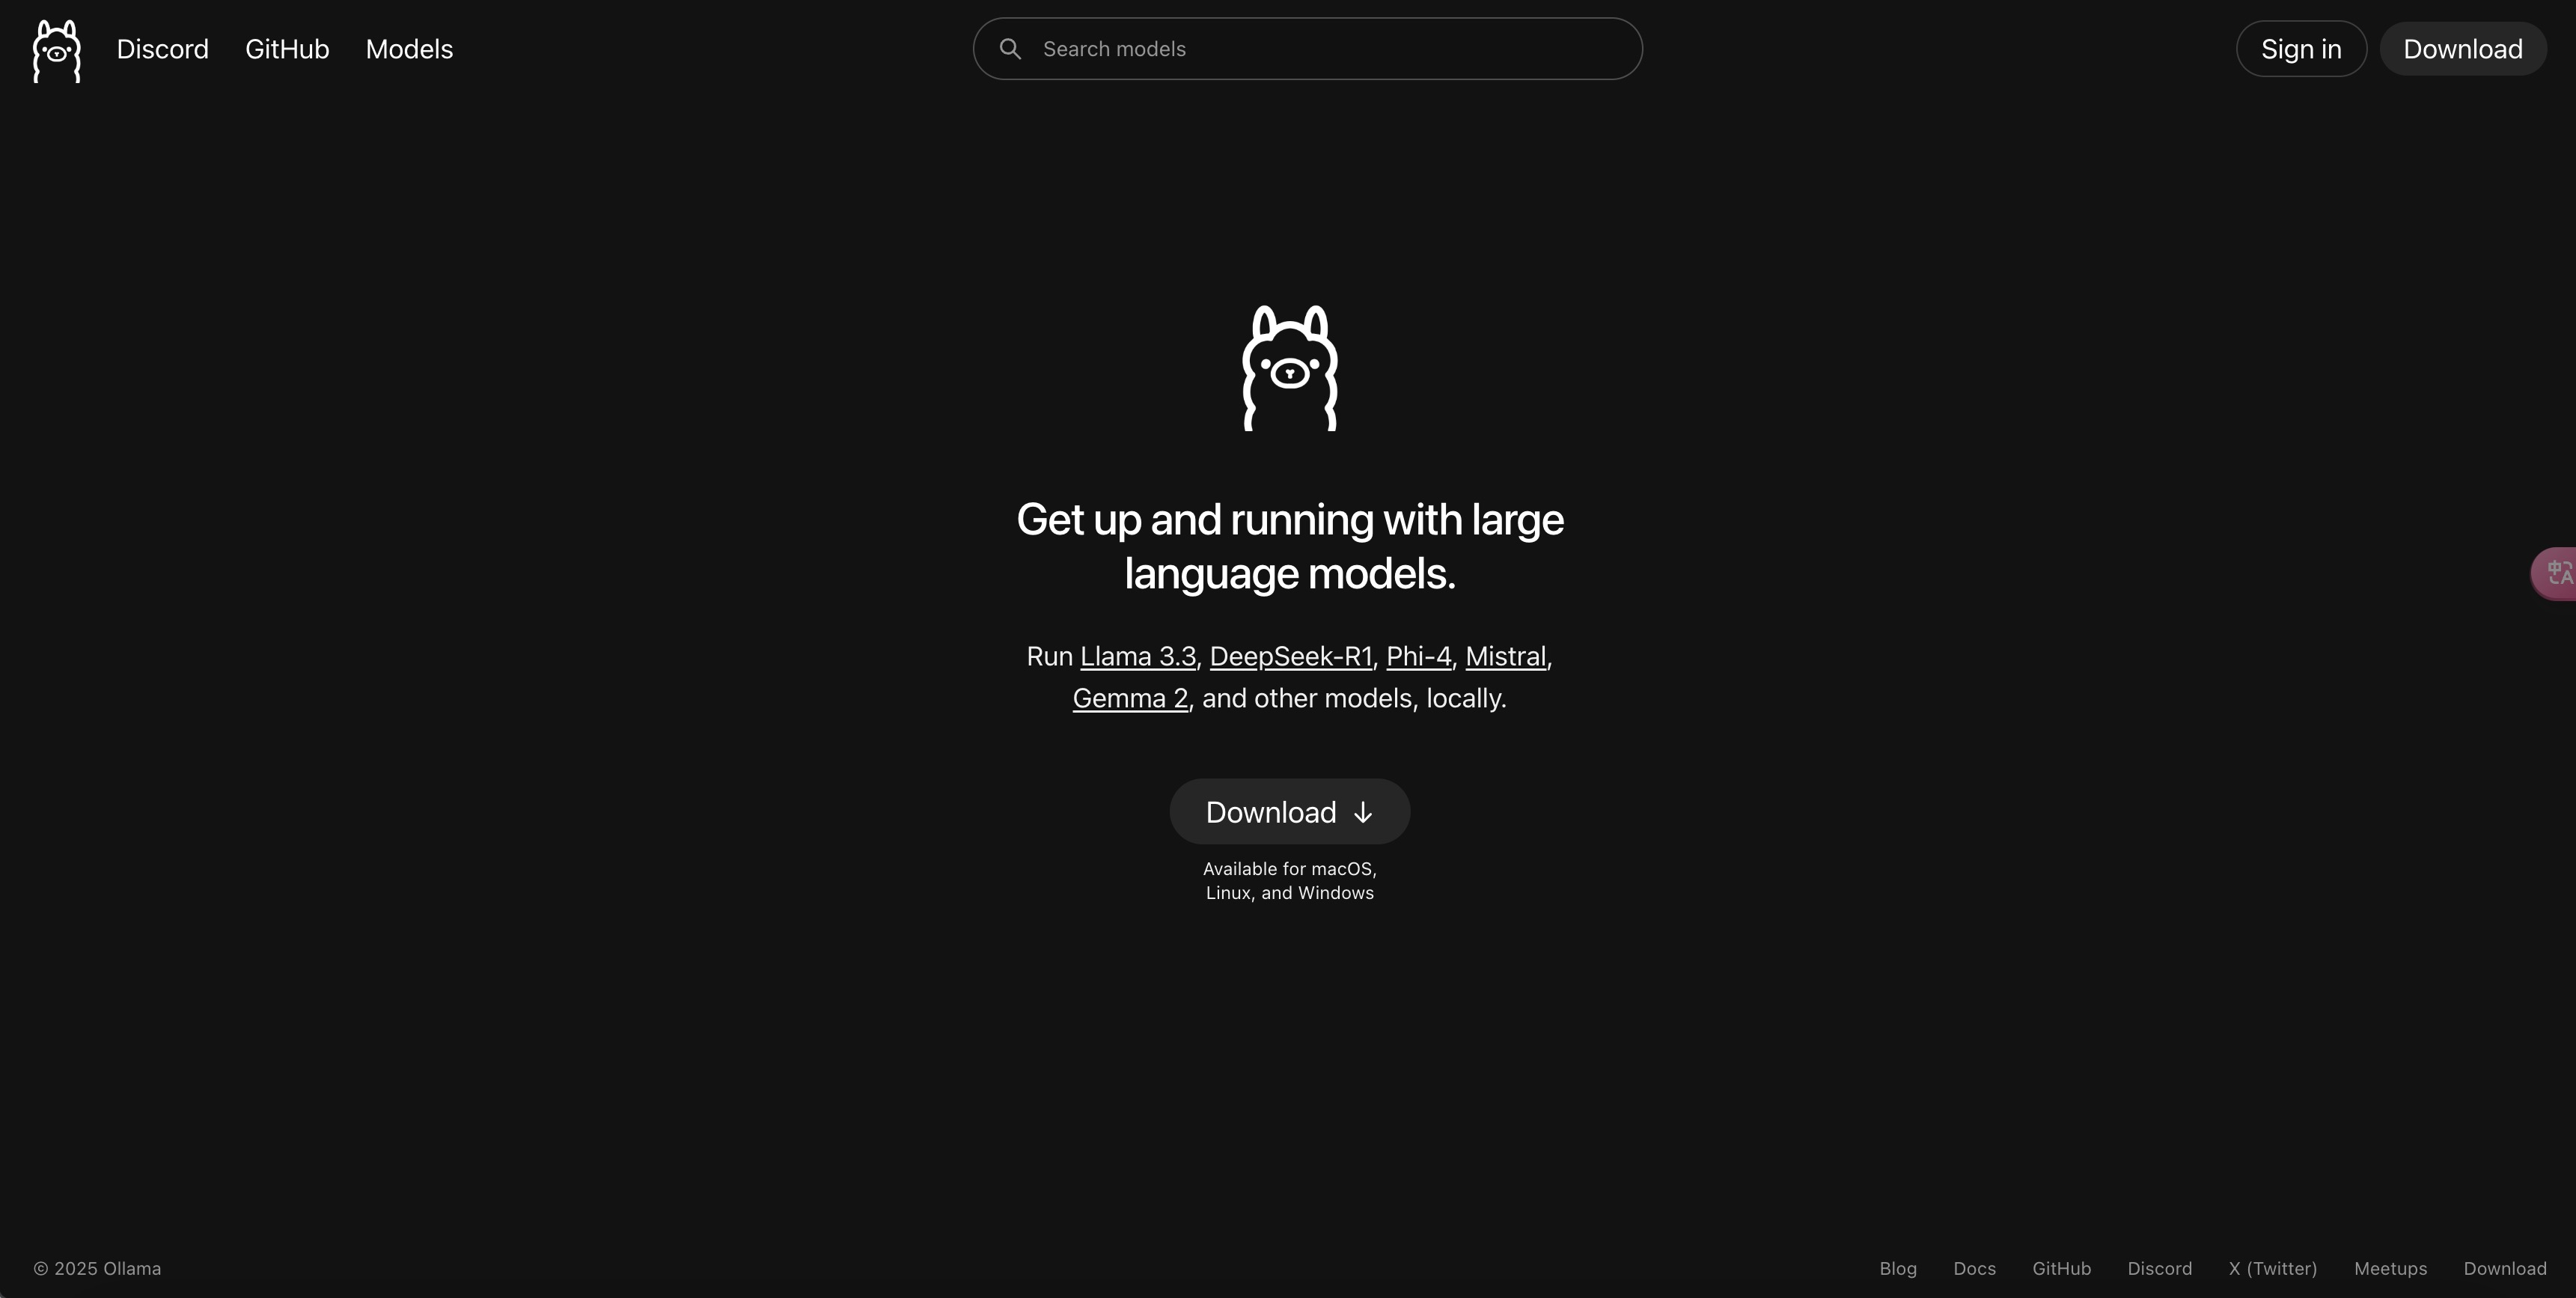 Discord GitHub Models Search models Sign in Download
Get up and running with large
language models.
Run Llama 3.3, DeepSeek-R1, Phi-4, Mistral,
Gemma 2, and other models, locally.
Download ↓
Available for macOS,
Linux, and Windows
中A
© 2025 Ollama Blog Docs GitHub Discord X (Twitter) Meetups Download